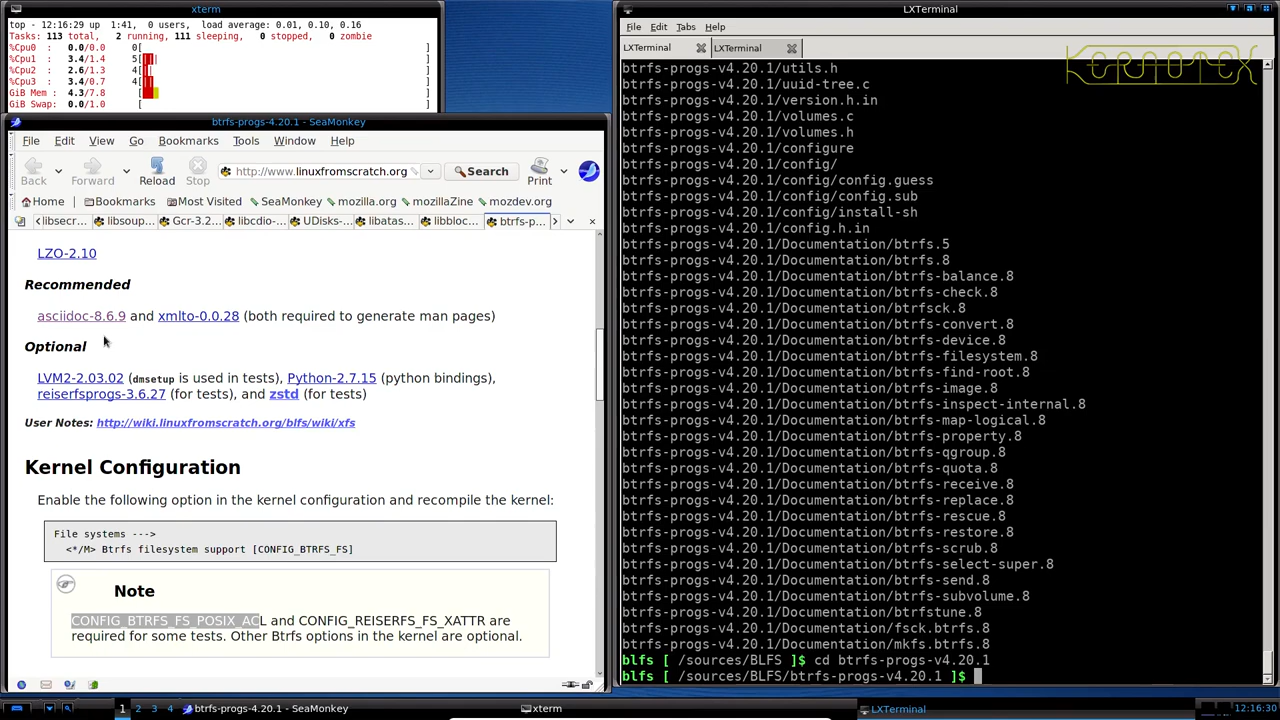 xterm
top - 12:16:29 up  1:41,  0 users,  load average: 0.01, 0.10, 0.16
Tasks: 113 total,   2 running, 111 sleeping,   0 stopped,   0 zombie
%Cpu0  :   0.0/0.0     0[
%Cpu1  :   3.4/1.4     5[|||
%Cpu2  :   2.6/1.3     4[||
%Cpu3  :   3.4/0.7     4[||
GiB Mem :  4.3/7.8      [
GiB Swap:  0.0/1.0      [
btrfs-progs-4.20.1 - SeaMonkey
File Edit View Go Bookmarks Tools Window Help
Back Forward Reload Stop http://www.linuxfromscratch.org Search Print
Home Bookmarks Most Visited SeaMonkey mozilla.org mozillaZine mozdev.org
libsecr... libsoup... Gcr-3.2... libcdio-... UDisks-... libatas... libbloc... btrfs-p...
LZO-2.10
Recommended
asciidoc-8.6.9 and xmlto-0.0.28 (both required to generate man pages)
Optional
LVM2-2.03.02 (dmsetup is used in tests), Python-2.7.15 (python bindings),
reiserfsprogs-3.6.27 (for tests), and zstd (for tests)
User Notes: http://wiki.linuxfromscratch.org/blfs/wiki/xfs
Kernel Configuration
Enable the following option in the kernel configuration and recompile the kernel:
File systems --->
<*/M> Btrfs filesystem support [CONFIG_BTRFS_FS]
Note
CONFIG_BTRFS_FS_POSIX_ACL and CONFIG_REISERFS_FS_XATTR are
required for some tests. Other Btrfs options in the kernel are optional.
LXTerminal
File Edit Tabs Help
LXTerminal LXTerminal
KERNOTEX
btrfs-progs-v4.20.1/utils.h
btrfs-progs-v4.20.1/uuid-tree.c
btrfs-progs-v4.20.1/version.h.in
btrfs-progs-v4.20.1/volumes.c
btrfs-progs-v4.20.1/volumes.h
btrfs-progs-v4.20.1/configure
btrfs-progs-v4.20.1/config/
btrfs-progs-v4.20.1/config/config.guess
btrfs-progs-v4.20.1/config/config.sub
btrfs-progs-v4.20.1/config/install-sh
btrfs-progs-v4.20.1/config.h.in
btrfs-progs-v4.20.1/Documentation/btrfs.5
btrfs-progs-v4.20.1/Documentation/btrfs.8
btrfs-progs-v4.20.1/Documentation/btrfs-balance.8
btrfs-progs-v4.20.1/Documentation/btrfs-check.8
btrfs-progs-v4.20.1/Documentation/btrfsck.8
btrfs-progs-v4.20.1/Documentation/btrfs-convert.8
btrfs-progs-v4.20.1/Documentation/btrfs-device.8
btrfs-progs-v4.20.1/Documentation/btrfs-filesystem.8
btrfs-progs-v4.20.1/Documentation/btrfs-find-root.8
btrfs-progs-v4.20.1/Documentation/btrfs-image.8
btrfs-progs-v4.20.1/Documentation/btrfs-inspect-internal.8
btrfs-progs-v4.20.1/Documentation/btrfs-map-logical.8
btrfs-progs-v4.20.1/Documentation/btrfs-property.8
btrfs-progs-v4.20.1/Documentation/btrfs-qgroup.8
btrfs-progs-v4.20.1/Documentation/btrfs-quota.8
btrfs-progs-v4.20.1/Documentation/btrfs-receive.8
btrfs-progs-v4.20.1/Documentation/btrfs-replace.8
btrfs-progs-v4.20.1/Documentation/btrfs-rescue.8
btrfs-progs-v4.20.1/Documentation/btrfs-restore.8
btrfs-progs-v4.20.1/Documentation/btrfs-scrub.8
btrfs-progs-v4.20.1/Documentation/btrfs-select-super.8
btrfs-progs-v4.20.1/Documentation/btrfs-send.8
btrfs-progs-v4.20.1/Documentation/btrfs-subvolume.8
btrfs-progs-v4.20.1/Documentation/btrfstune.8
btrfs-progs-v4.20.1/Documentation/fsck.btrfs.8
btrfs-progs-v4.20.1/Documentation/mkfs.btrfs.8
blfs [ /sources/BLFS ]$ cd btrfs-progs-v4.20.1
blfs [ /sources/BLFS/btrfs-progs-v4.20.1 ]$
1 2 3 4 btrfs-progs-4.20.1 - SeaMonkey xterm LXTerminal 12:16:30